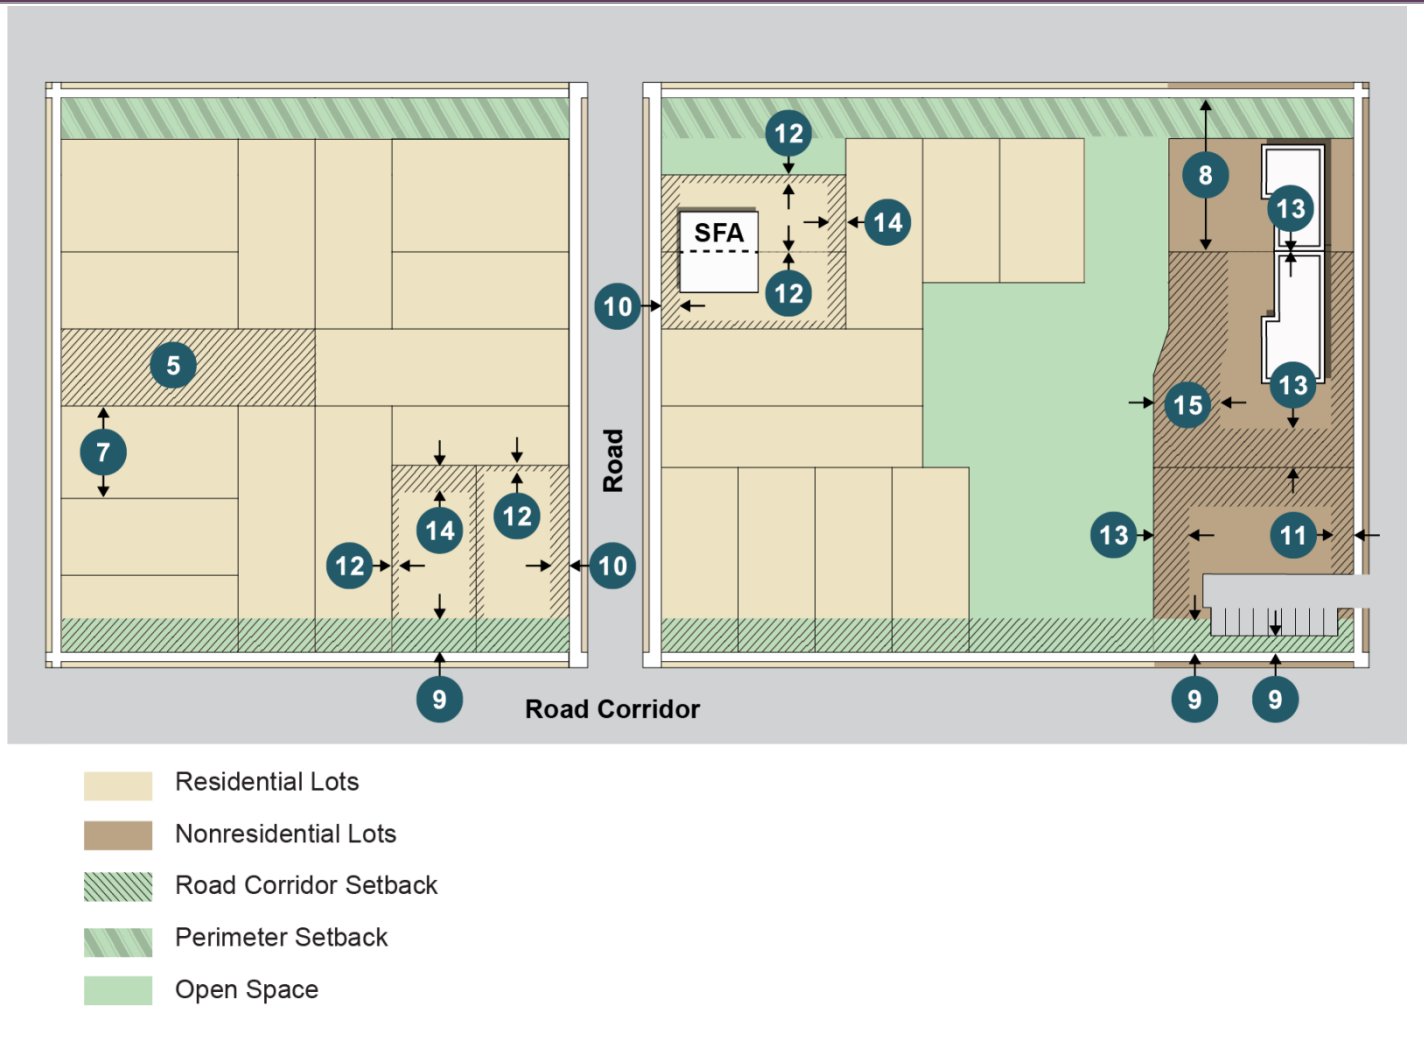 12
8
13
14
SFA
12
10
5
13
15
7
Road
12
14
13
11
12
10
9
9
9
Road Corridor
Residential Lots
Nonresidential Lots
Road Corridor Setback
Perimeter Setback
Open Space